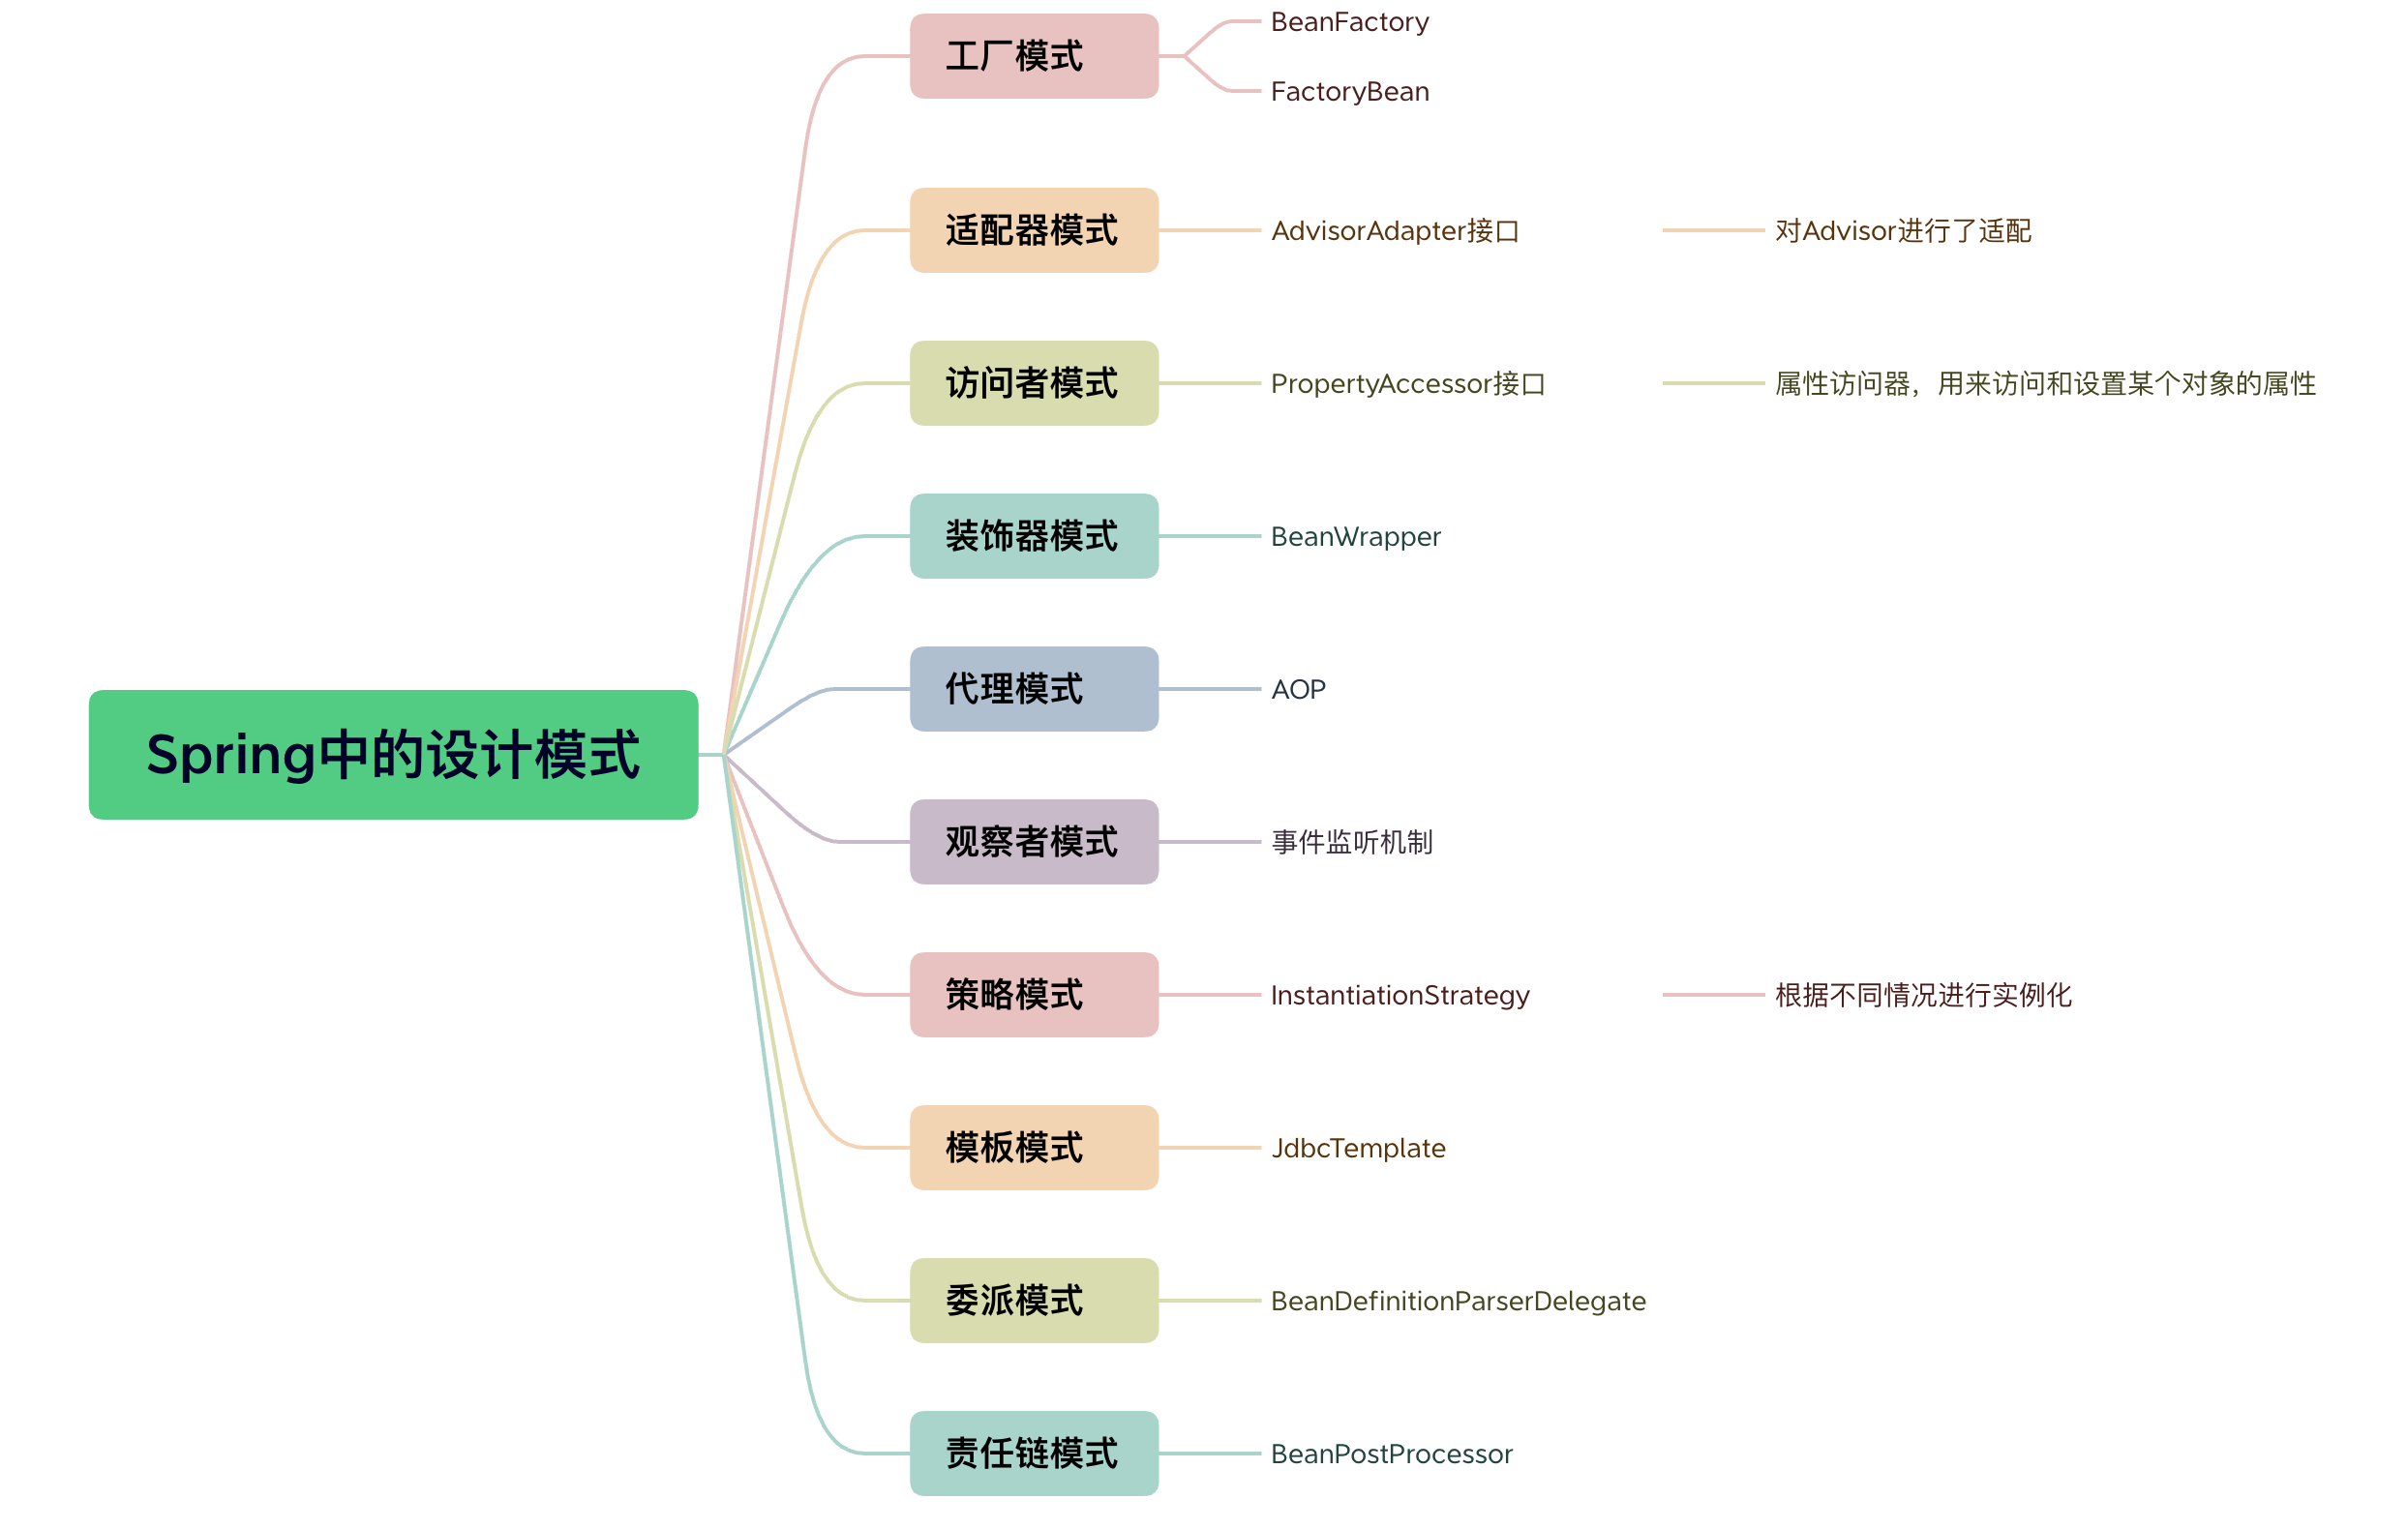 Spring中的设计模式
工厂模式
BeanFactory
FactoryBean
适配器模式
AdvisorAdapter接口
对Advisor进行了适配
访问者模式
PropertyAccessor接口
属性访问器，用来访问和设置某个对象的属性
装饰器模式
BeanWrapper
代理模式
AOP
观察者模式
事件监听机制
策略模式
InstantiationStrategy
根据不同情况进行实例化
模板模式
JdbcTemplate
委派模式
BeanDefinitionParserDelegate
责任链模式
BeanPostProcessor